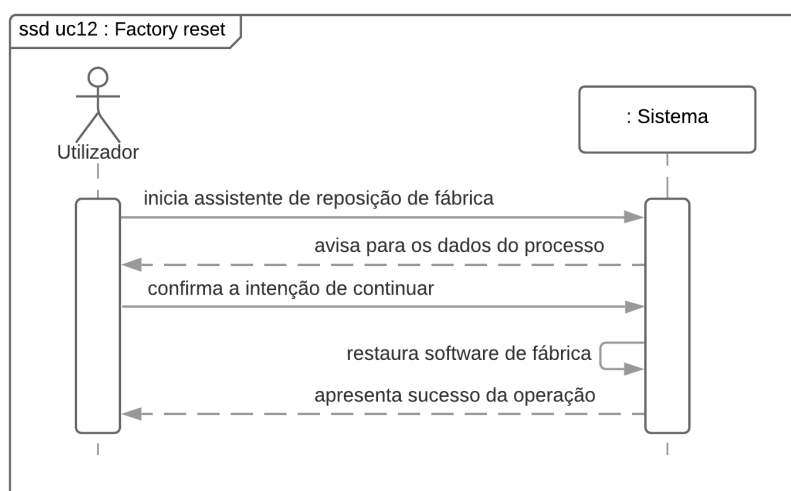 ssd uc12 : Factory reset
Utilizador
: Sistema
inicia assistente de reposição de fábrica
avisa para os dados do processo
confirma a intenção de continuar
restaura software de fábrica
apresenta sucesso da operação